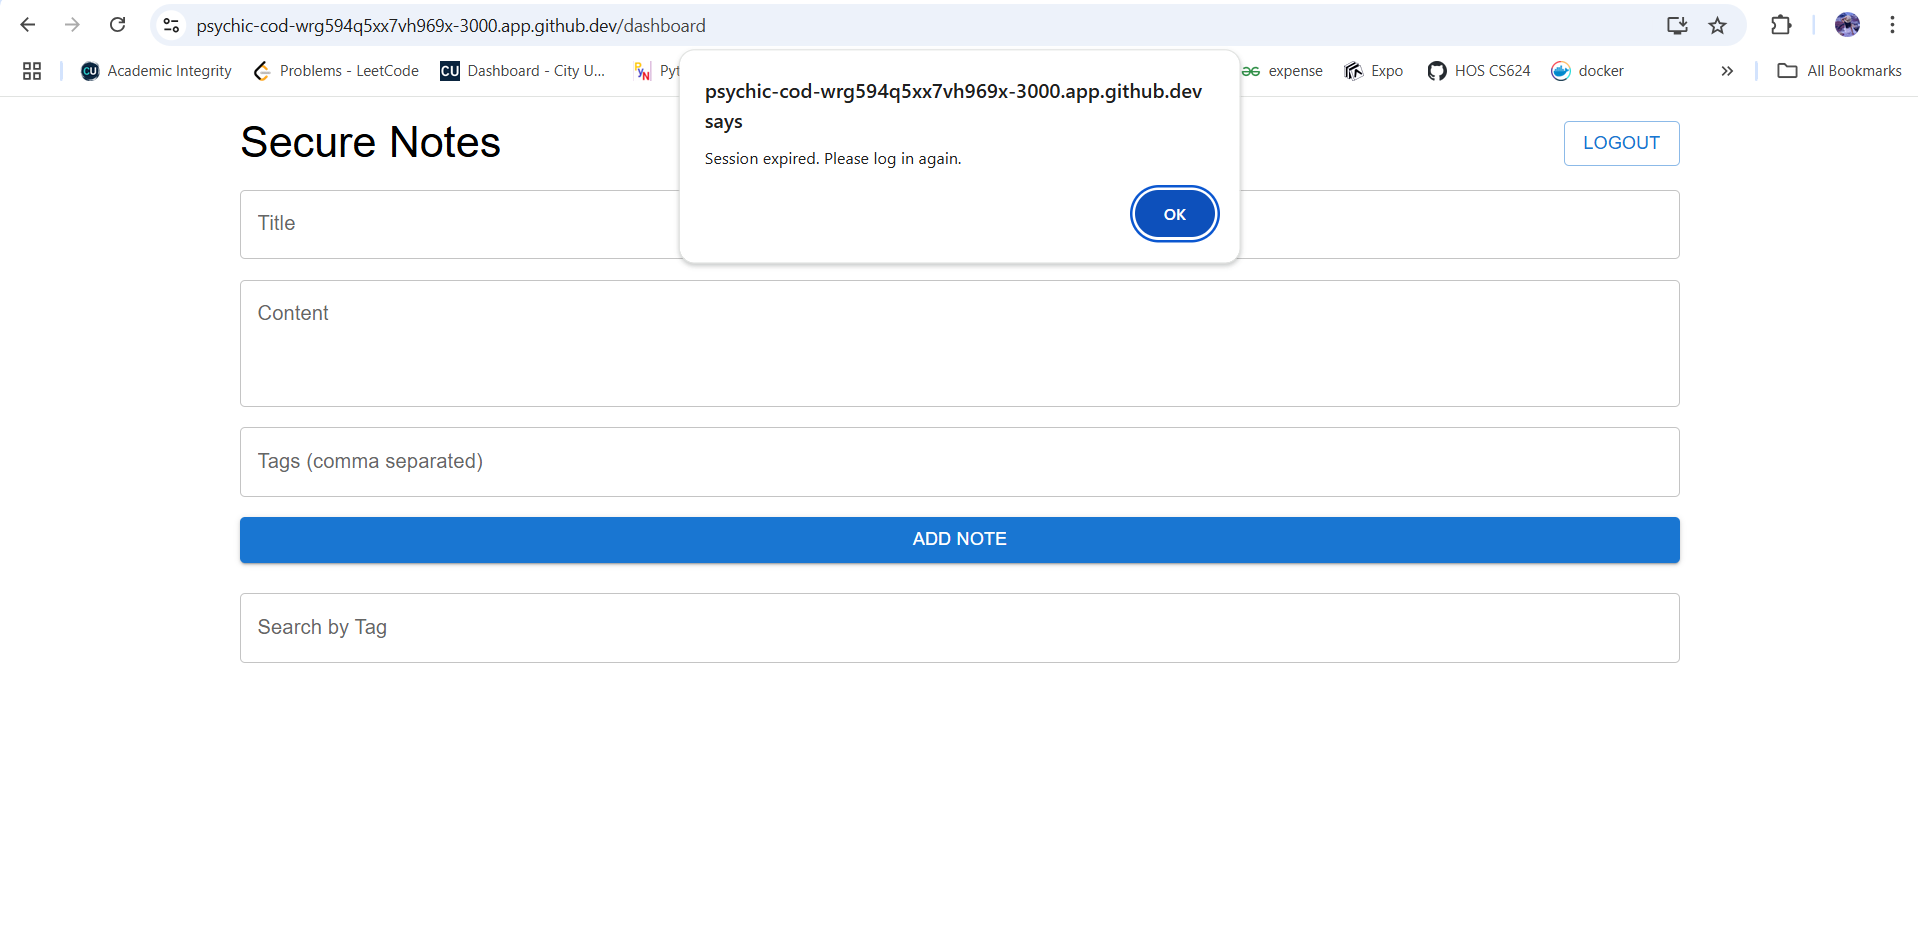 psychic-cod-wrg594q5xx7vh969x-3000.app.github.dev/dashboard
Academic Integrity
Problems - LeetCode
CU Dashboard - City U...
expense
Expo
HOS CS624
docker
All Bookmarks
psychic-cod-wrg594q5xx7vh969x-3000.app.github.dev
says
Session expired. Please log in again.
OK
Secure Notes
LOGOUT
Title
Content
Tags (comma separated)
ADD NOTE
Search by Tag